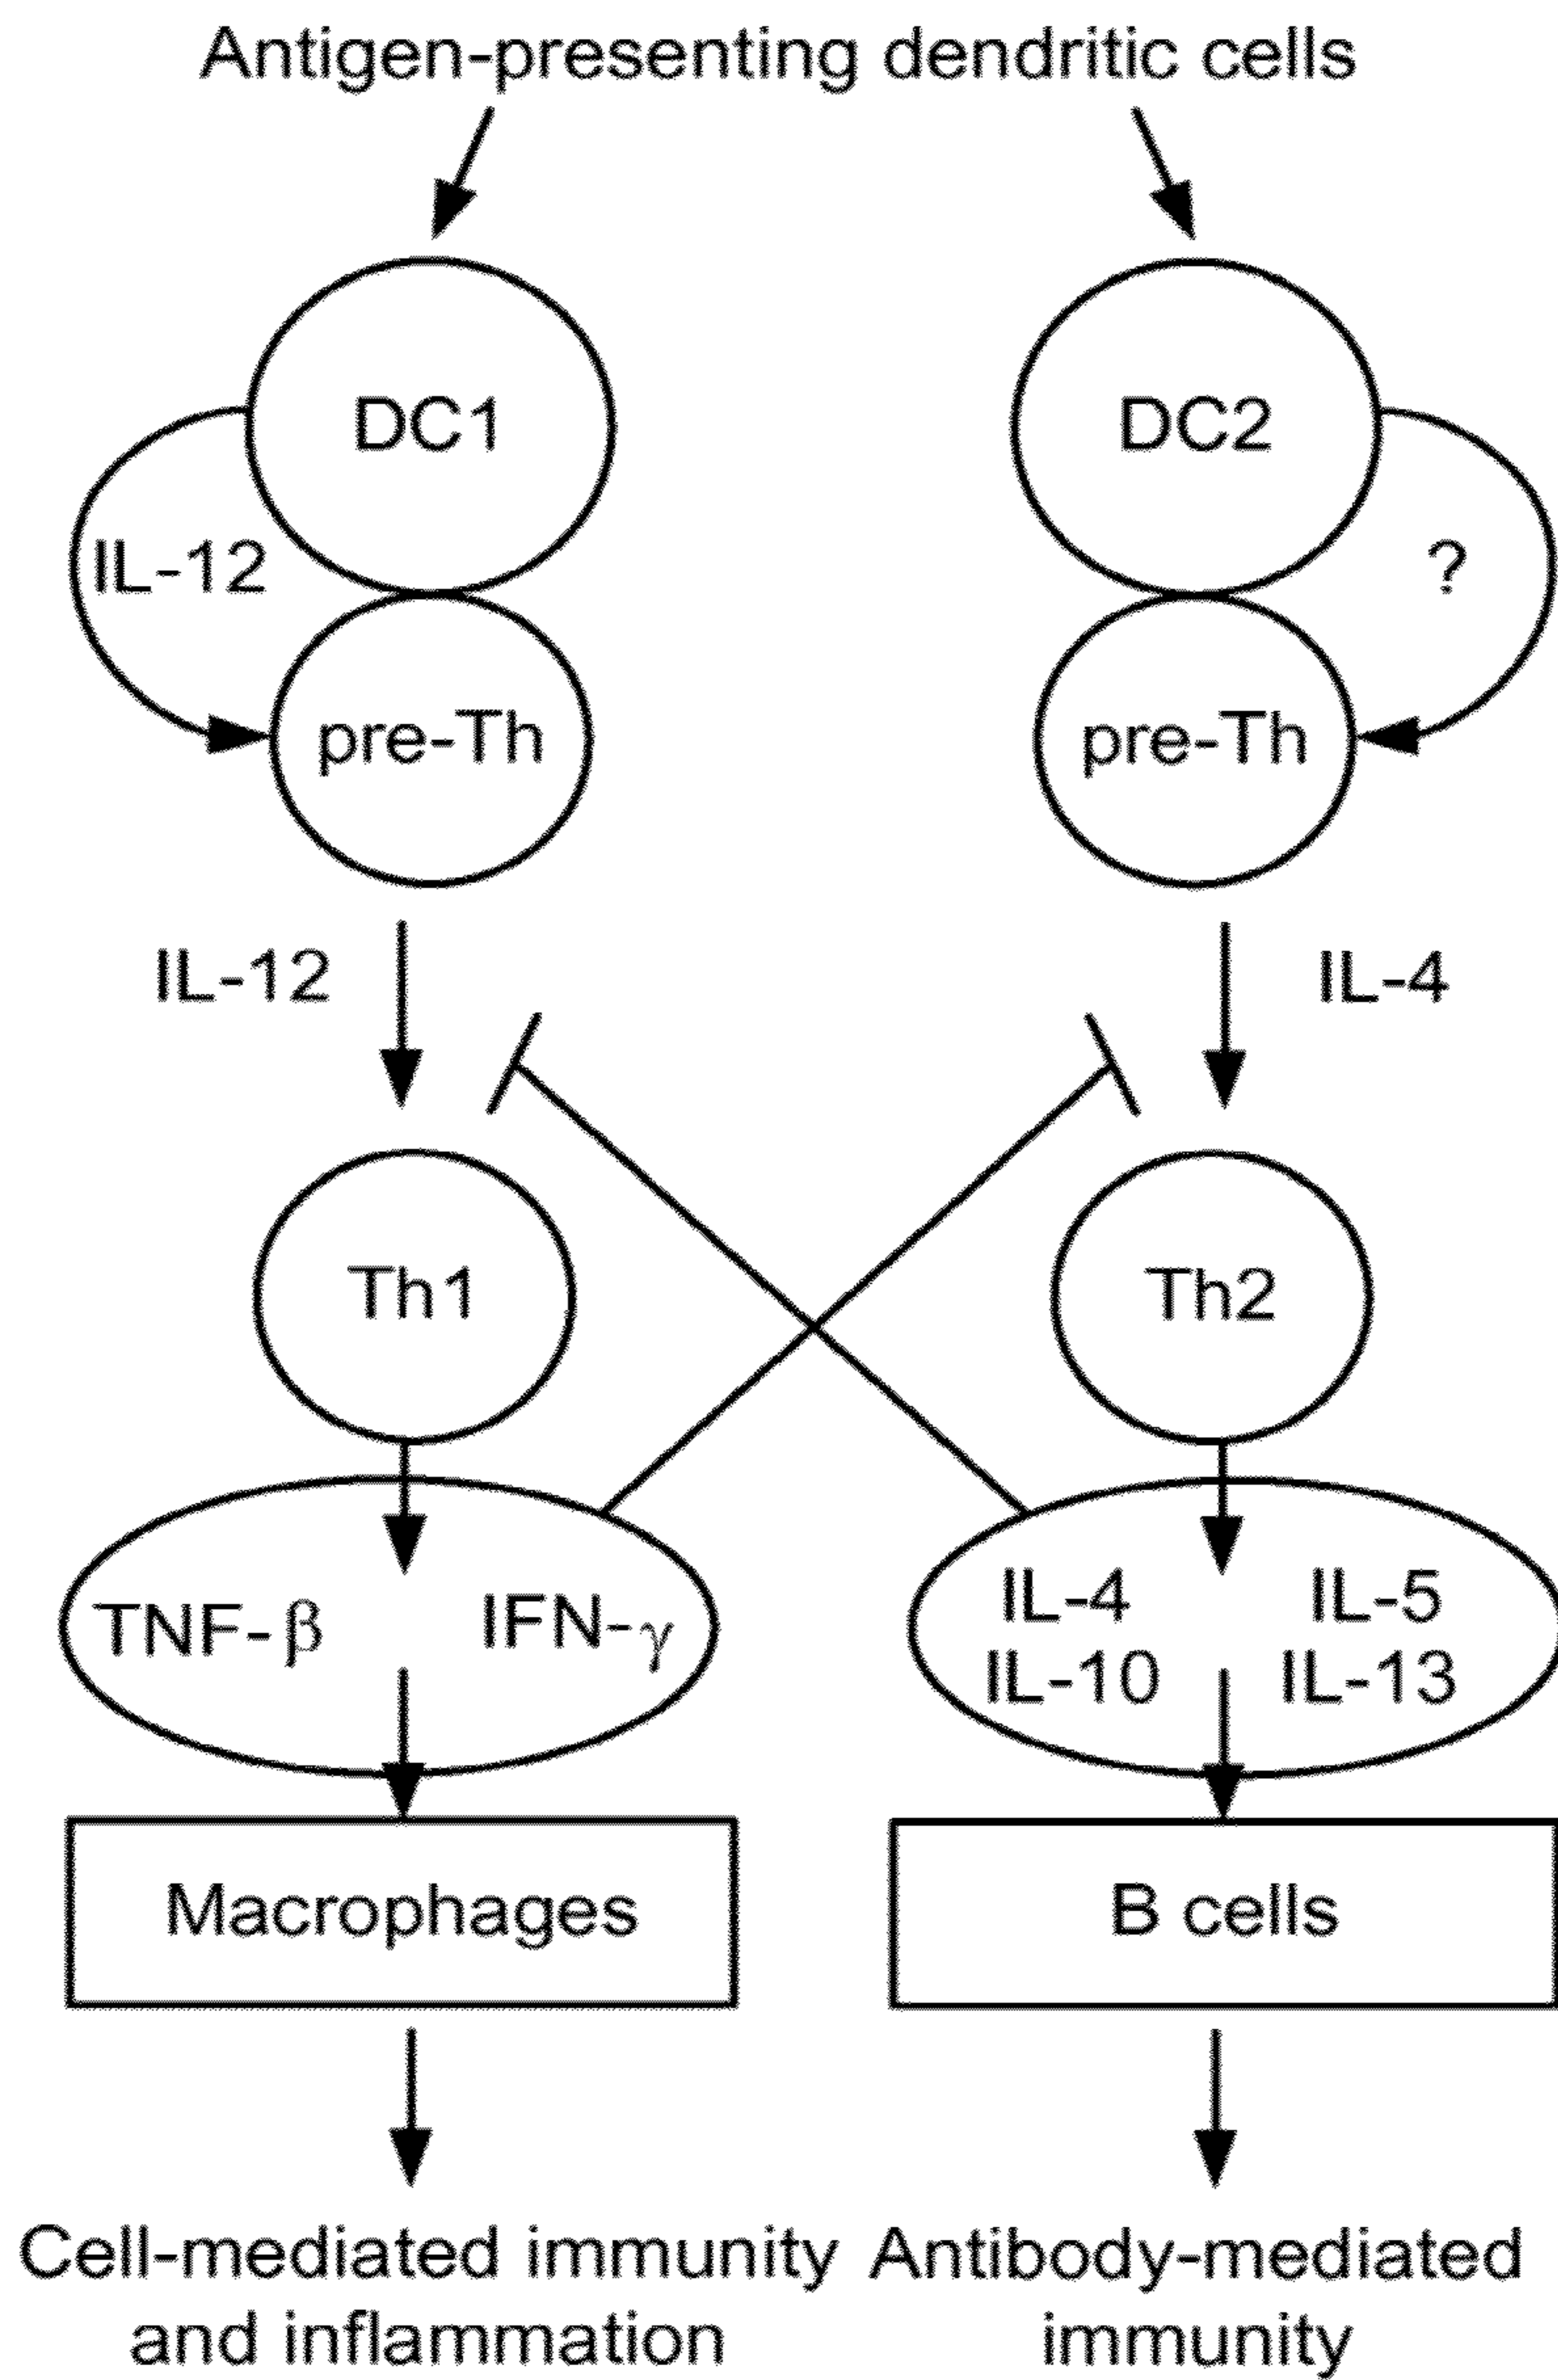 Antigen-presenting dendritic cells
DC1
DC2
IL-12
?
pre-Th
pre-Th
IL-12
IL-4
Th1
Th2
TNF-β
IFN-γ
IL-4
IL-5
IL-10
IL-13
Macrophages
B cells
Cell-mediated immunity
and inflammation
Antibody-mediated
immunity